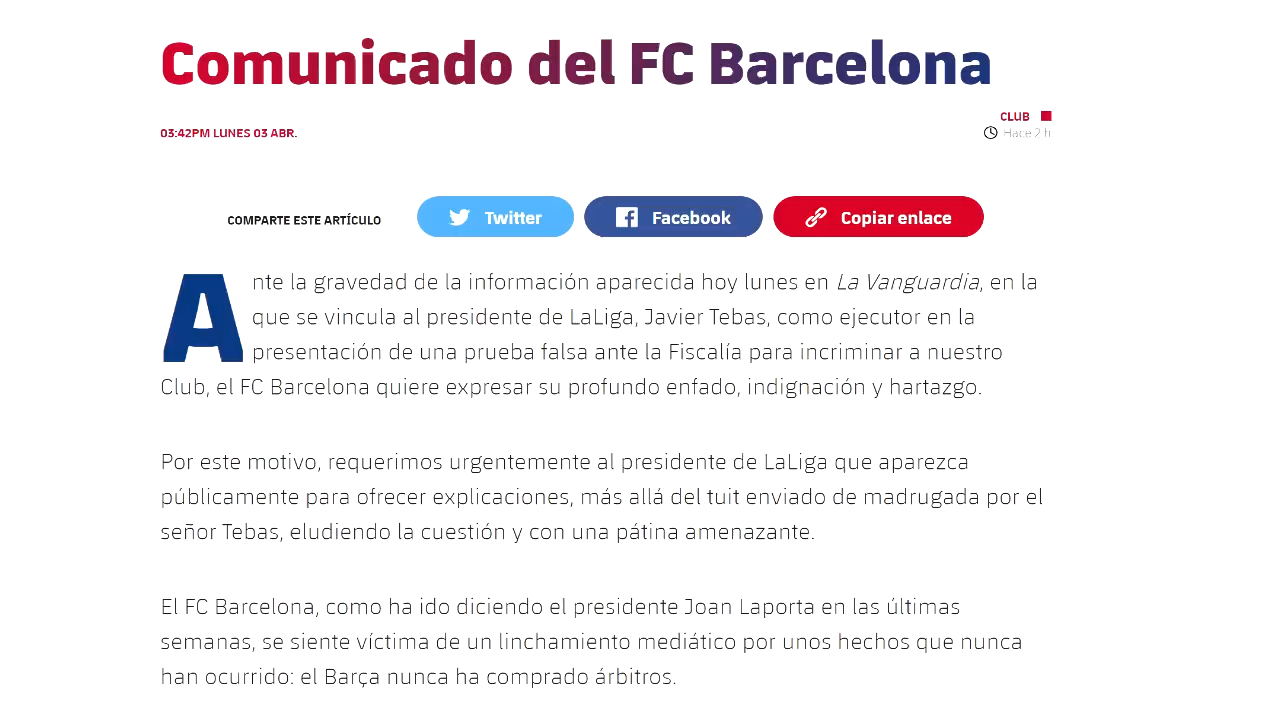 Comunicado del FC Barcelona
CLUB
03:42PM LUNES 03 ABR.
Hace 2 h
COMPARTE ESTE ARTÍCULO
Twitter
Facebook
Copiar enlace
Ante la gravedad de la información aparecida hoy lunes en La Vanguardia, en la
que se vincula al presidente de LaLiga, Javier Tebas, como ejecutor en la
presentación de una prueba falsa ante la Fiscalía para incriminar a nuestro
Club, el FC Barcelona quiere expresar su profundo enfado, indignación y hartazgo.
Por este motivo, requerimos urgentemente al presidente de LaLiga que aparezca
públicamente para ofrecer explicaciones, más allá del tuit enviado de madrugada por el
señor Tebas, eludiendo la cuestión y con una pátina amenazante.
El FC Barcelona, como ha ido diciendo el presidente Joan Laporta en las últimas
semanas, se siente víctima de un linchamiento mediático por unos hechos que nunca
han ocurrido: el Barça nunca ha comprado árbitros.